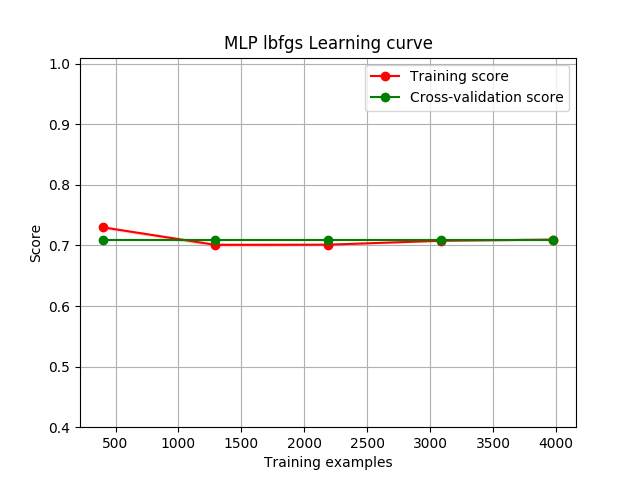 MLP lbfgs Learning curve
1.0
0.9
0.8
0.7
0.6
0.5
0.4
Score
Training score
Cross-validation score
500 1000 1500 2000 2500 3000 3500 4000
Training examples